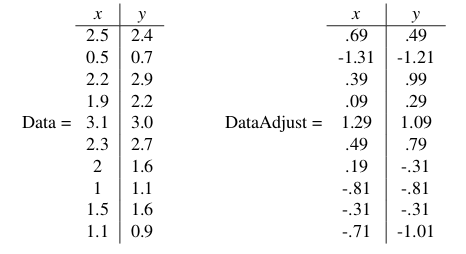 x y x y
2.5 2.4 .69 .49
0.5 0.7 -1.31 -1.21
2.2 2.9 .39 .99
1.9 2.2 .09 .29
Data = 3.1 3.0 DataAdjust = 1.29 1.09
2.3 2.7 .49 .79
2 1.6 .19 -.31
1 1.1 -.81 -.81
1.5 1.6 -.31 -.31
1.1 0.9 -.71 -1.01